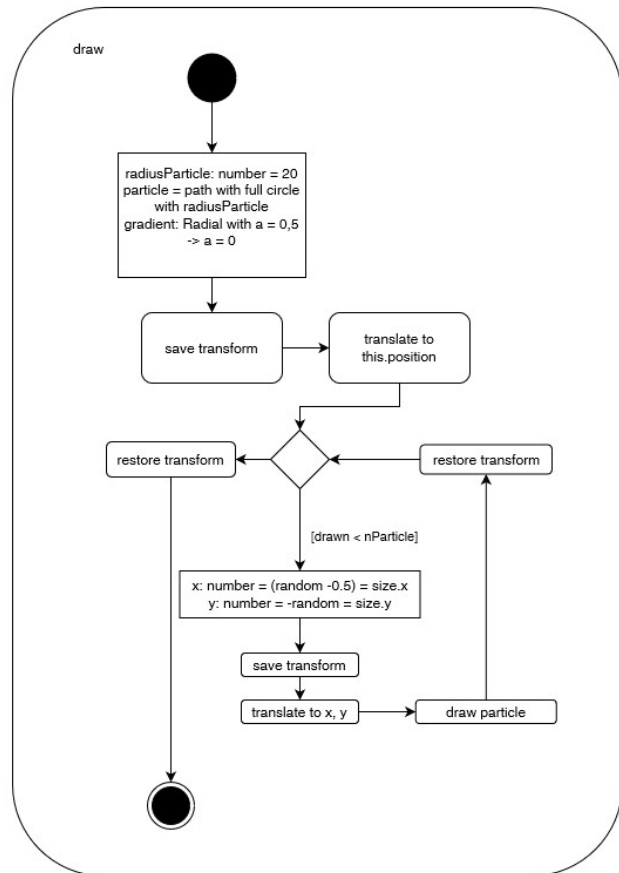 draw
radiusParticle: number = 20
particle = path with full circle
with radiusParticle
gradient: Radial with a = 0,5
-> a = 0
save transform
translate to
this.position
restore transform
restore transform
[drawn < nParticle]
x: number = (random -0.5) = size.x
y: number = -random = size.y
save transform
translate to x, y
draw particle